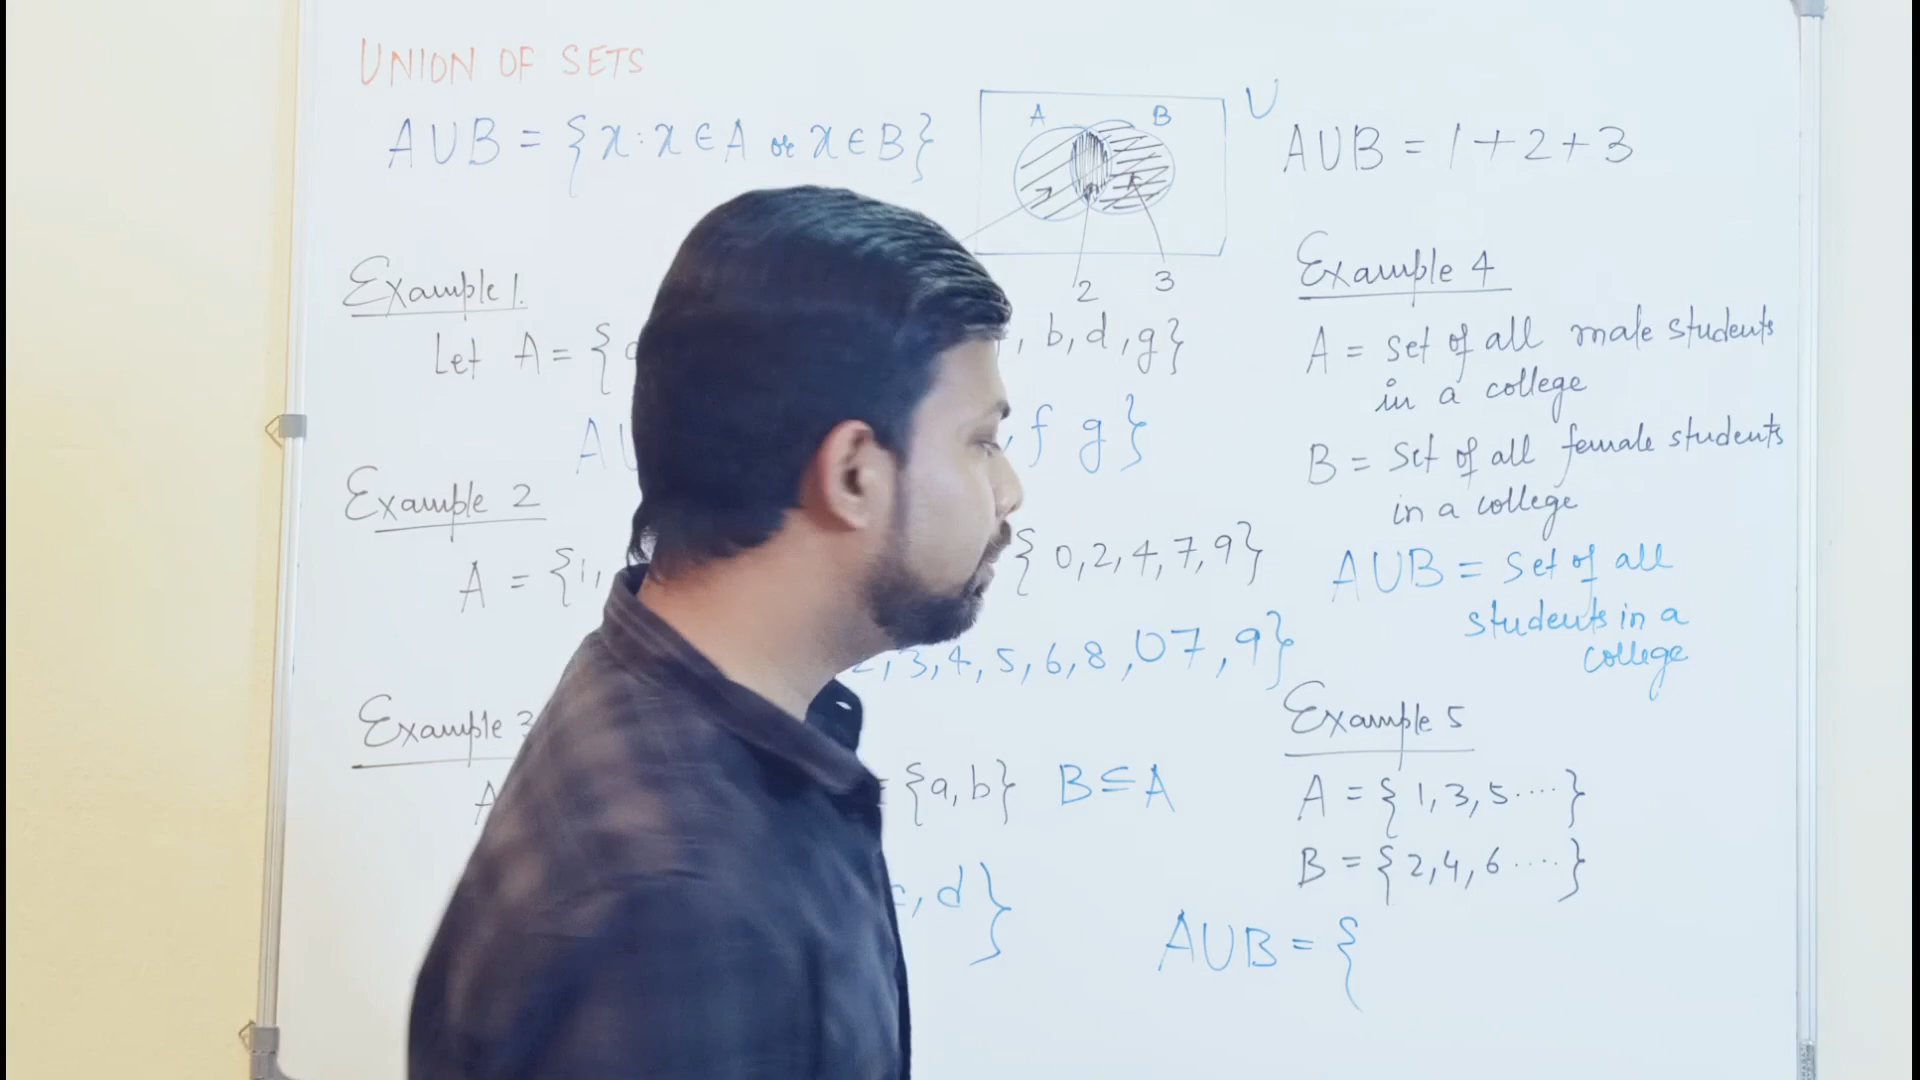 UNION OF SETS
A∪B = {x : x ∈ A or x ∈ B}
A B
U
2 3
A∪B = 1+2+3
Example 1.
Let A = { , b, d, g}
A∪ , f g}
Example 2
A = {1, { 0, 2, 4, 7, 9}
, 3, 4, 5, 6, 8, 0 7, 9}
Example 3
A {a, b} B ⊆ A
, d}
Example 4
A = set of all male students
in a college
B = Set of all female students
in a college
A∪B = Set of all
students in a
college
Example 5
A = { 1, 3, 5 ....}
B = { 2, 4, 6 ....}
A∪B = {